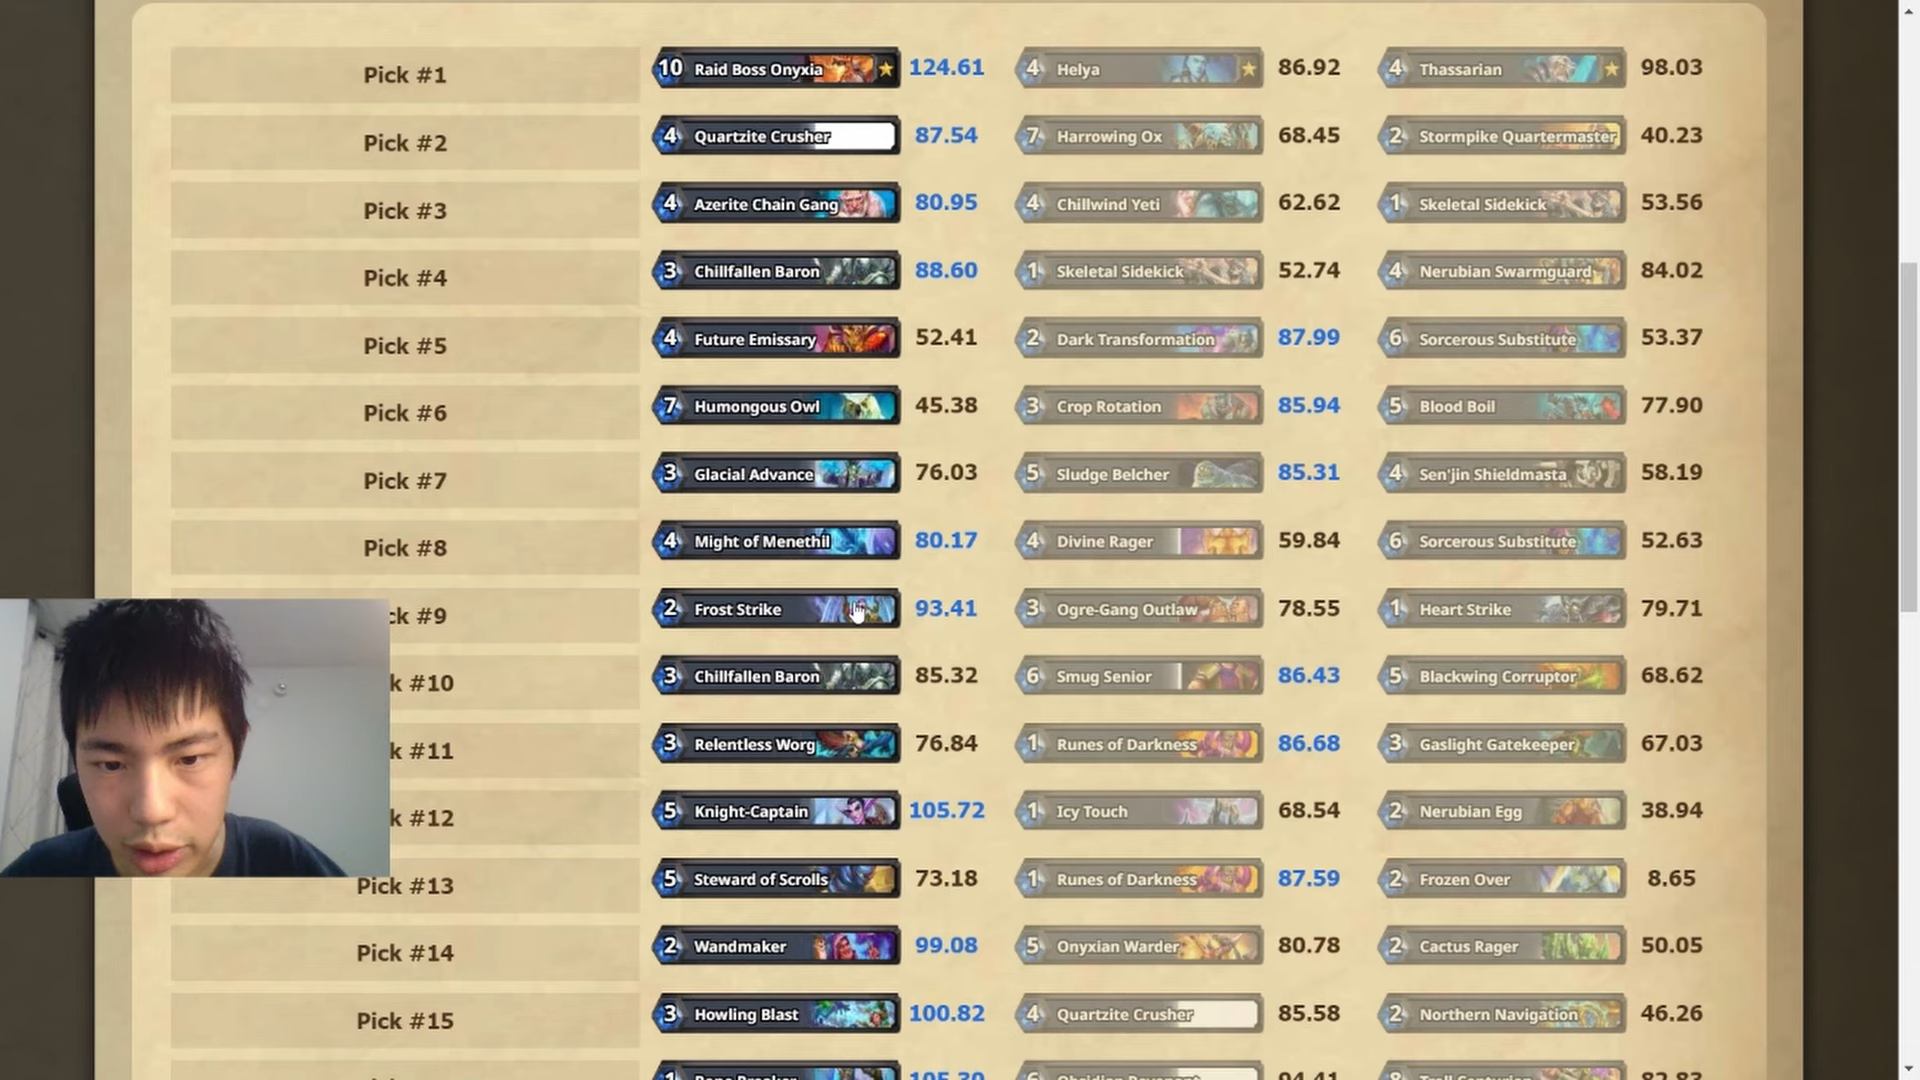 Pick #1 10 Raid Boss Onyxia 124.61 4 Helya 86.92 4 Thassarian 98.03
Pick #2 4 Quartzite Crusher 87.54 7 Harrowing Ox 68.45 2 Stormpike Quartermaster 40.23
Pick #3 4 Azerite Chain Gang 80.95 4 Chillwind Yeti 62.62 1 Skeletal Sidekick 53.56
Pick #4 3 Chillfallen Baron 88.60 1 Skeletal Sidekick 52.74 4 Nerubian Swarmguard 84.02
Pick #5 4 Future Emissary 52.41 2 Dark Transformation 87.99 6 Sorcerous Substitute 53.37
Pick #6 7 Humongous Owl 45.38 3 Crop Rotation 85.94 5 Blood Boil 77.90
Pick #7 3 Glacial Advance 76.03 5 Sludge Belcher 85.31 4 Sen'jin Shieldmasta 58.19
Pick #8 4 Might of Menethil 80.17 4 Divine Rager 59.84 6 Sorcerous Substitute 52.63
ck #9 2 Frost Strike 93.41 3 Ogre-Gang Outlaw 78.55 1 Heart Strike 79.71
k #10 3 Chillfallen Baron 85.32 6 Smug Senior 86.43 5 Blackwing Corruptor 68.62
k #11 3 Relentless Worg 76.84 1 Runes of Darkness 86.68 3 Gaslight Gatekeeper 67.03
k #12 5 Knight-Captain 105.72 1 Icy Touch 68.54 2 Nerubian Egg 38.94
Pick #13 5 Steward of Scrolls 73.18 1 Runes of Darkness 87.59 2 Frozen Over 8.65
Pick #14 2 Wandmaker 99.08 5 Onyxian Warder 80.78 2 Cactus Rager 50.05
Pick #15 3 Howling Blast 100.82 4 Quartzite Crusher 85.58 2 Northern Navigation 46.26